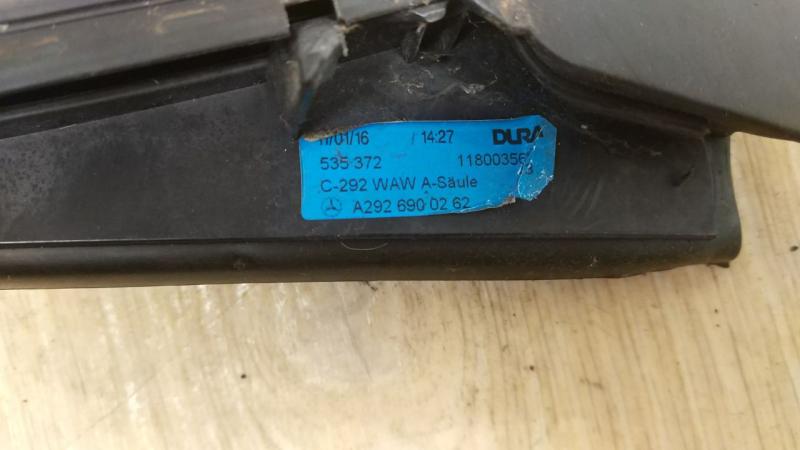 11/01/16 / 14:27 DURA
535 372 11800356
C-292 WAW A-Säule
A292 690 02 62